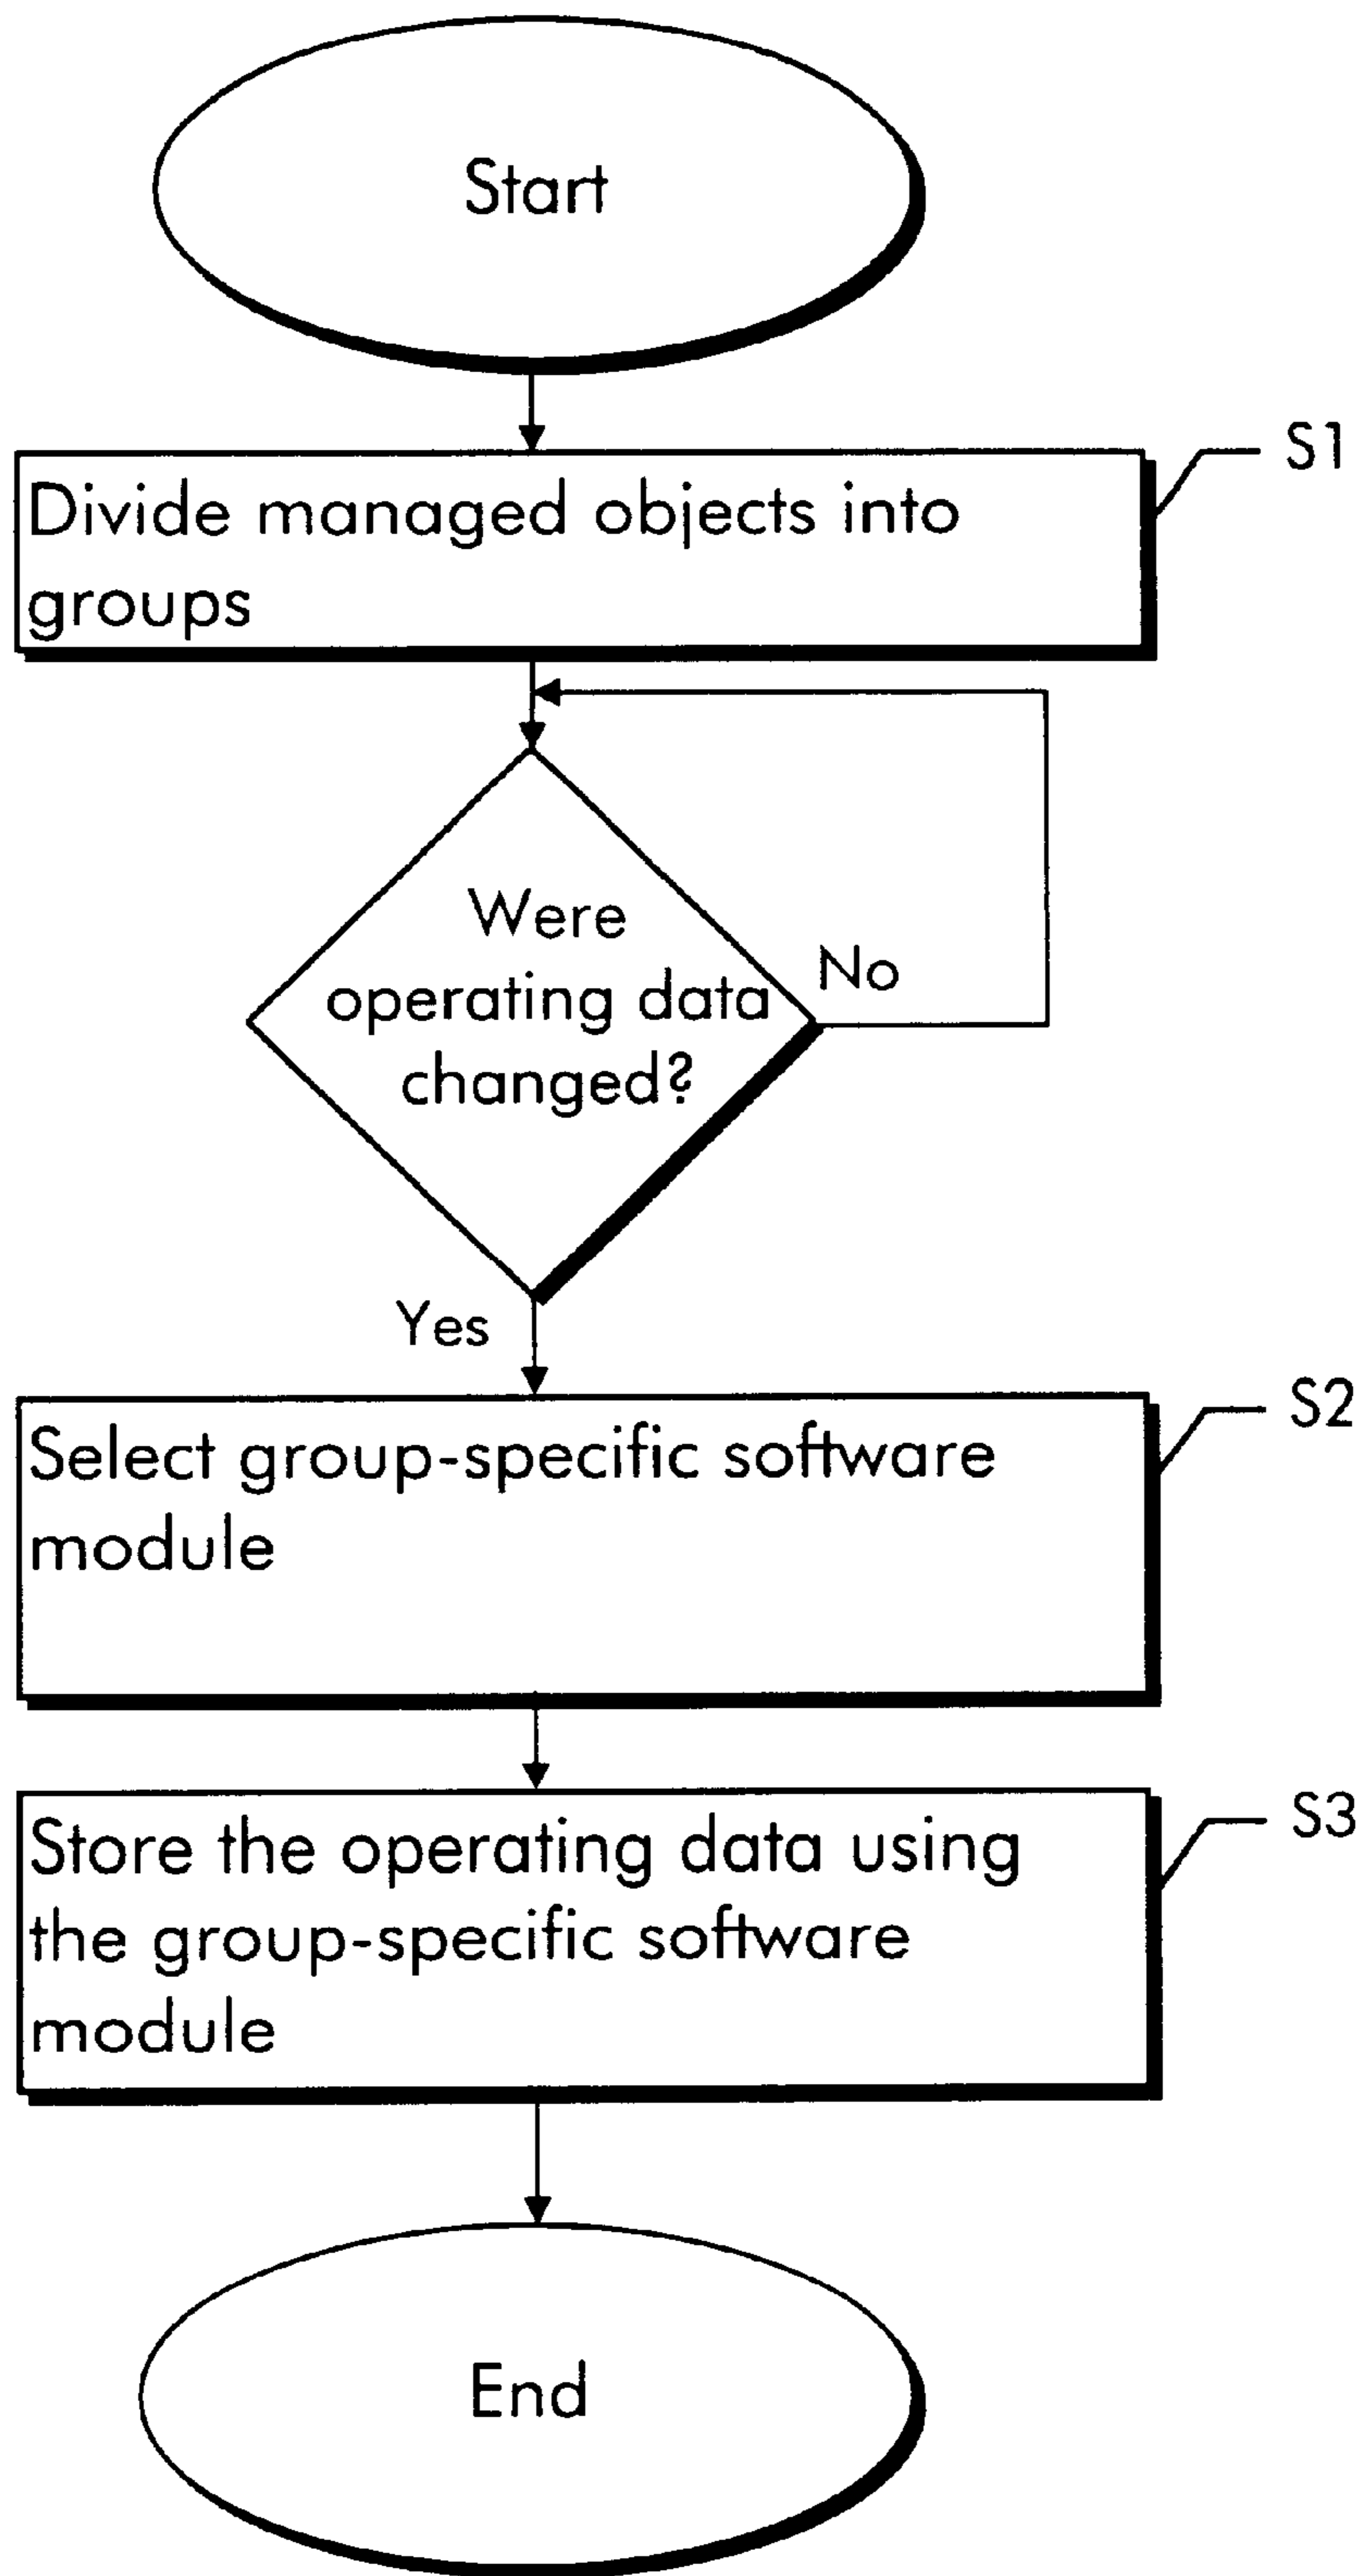 Start
S1
Divide managed objects into
groups
Were
operating data
changed?
No
Yes
S2
Select group-specific software
module
S3
Store the operating data using
the group-specific software
module
End